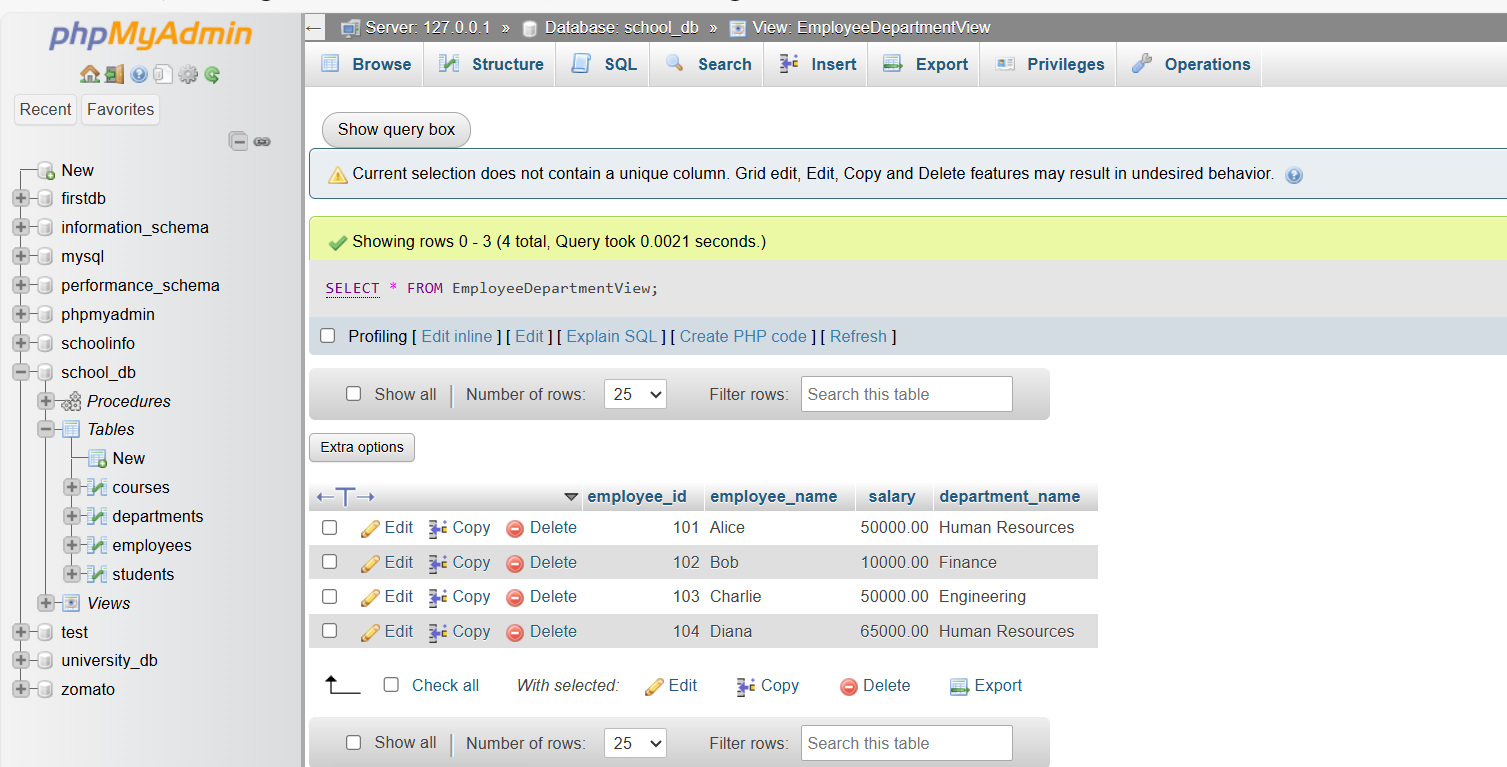 phpMyAdmin
Recent Favorites
New
firstdb
information_schema
mysql
performance_schema
phpmyadmin
schoolinfo
school_db
Procedures
Tables
New
courses
departments
employees
students
Views
test
university_db
zomato
← Server: 127.0.0.1 » Database: school_db » View: EmployeeDepartmentView
Browse Structure SQL Search Insert Export Privileges Operations
Show query box
Current selection does not contain a unique column. Grid edit, Edit, Copy and Delete features may result in undesired behavior.
Showing rows 0 - 3 (4 total, Query took 0.0021 seconds.)
SELECT * FROM EmployeeDepartmentView;
Profiling [ Edit inline ] [ Edit ] [ Explain SQL ] [ Create PHP code ] [ Refresh ]
Show all | Number of rows: 25 Filter rows: Search this table
Extra options
←T→ employee_id employee_name salary department_name
Edit Copy Delete 101 Alice 50000.00 Human Resources
Edit Copy Delete 102 Bob 10000.00 Finance
Edit Copy Delete 103 Charlie 50000.00 Engineering
Edit Copy Delete 104 Diana 65000.00 Human Resources
Check all With selected: Edit Copy Delete Export
Show all | Number of rows: 25 Filter rows: Search this table